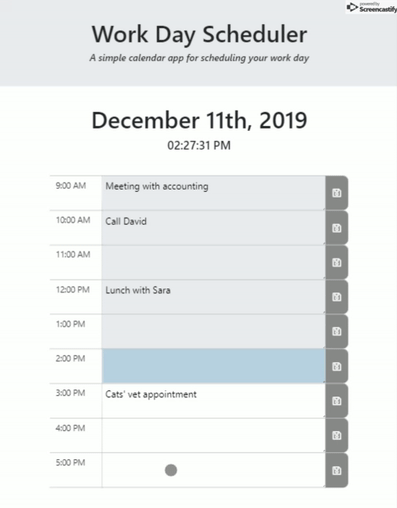 powered by
Screencastify
Work Day Scheduler
A simple calendar app for scheduling your work day
December 11th, 2019
02:27:31 PM
9:00 AM Meeting with accounting
10:00 AM Call David
11:00 AM
12:00 PM Lunch with Sara
1:00 PM
2:00 PM
3:00 PM Cats' vet appointment
4:00 PM
5:00 PM